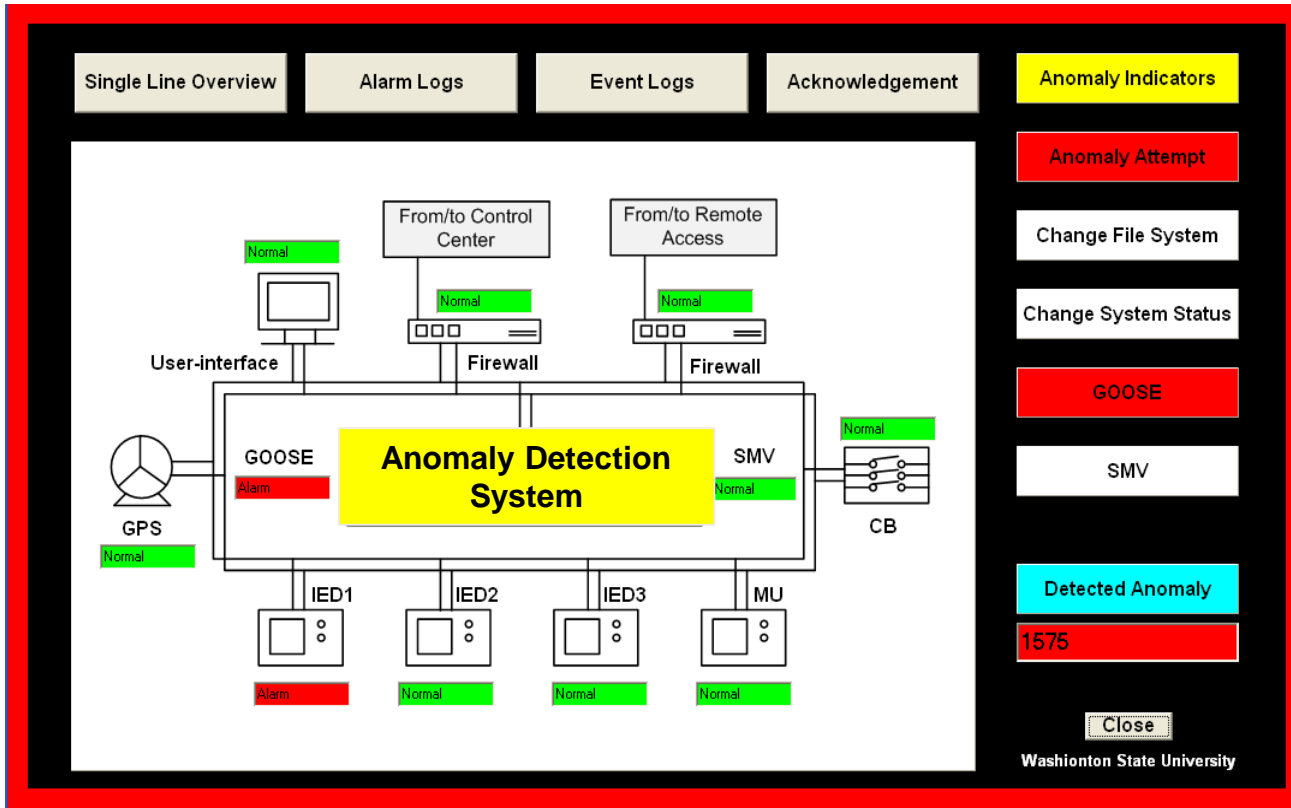 Single Line Overview
Alarm Logs
Event Logs
Acknowledgement
Anomaly Indicators
Anomaly Attempt
Change File System
Change System Status
GOOSE
SMV
From/to Control
Center
From/to Remote
Access
Normal
Normal
Normal
User-interface
Firewall
Firewall
Normal
GOOSE
Alarm
Anomaly Detection
System
SMV
Normal
GPS
Normal
CB
IED1
IED2
IED3
MU
Alarm
Normal
Normal
Normal
Detected Anomaly
1575
Close
Washionton State University